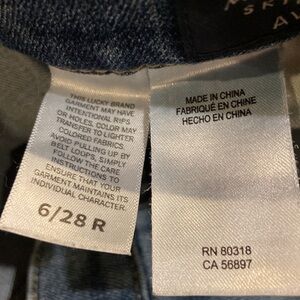 THIS LUCKY BRAND
GARMENT MAY HAVE
INTENTIONAL RIPS
OR HOLES, COLOR MAY
TRANSFER TO LIGHTER
COLORED FABRICS.
AVOID PULLING UP BY
BELT LOOPS, SIMPLY
FOLLOW THE CARE
INSTRUCTIONS TO
ENSURE THAT YOUR
GARMENT MAINTAINS ITS
INDIVIDUAL CHARACTER.
6/28 R
MADE IN CHINA
FABRIQUÉ EN CHINE
HECHO EN CHINA
RN 80318
CA 56897